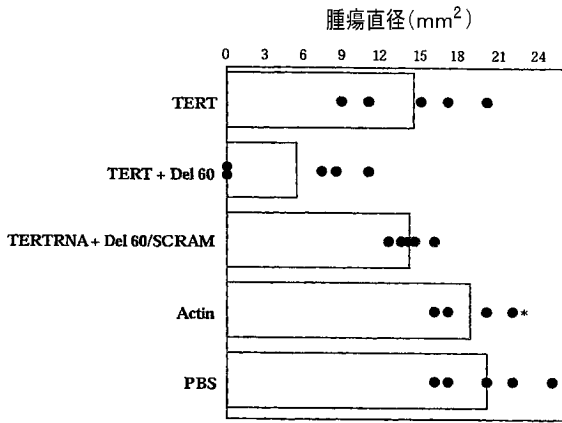 腫瘍直径(mm²)
0 3 6 9 11 15 18 21 24
TERT
TERT + Del 60
TERTRNA + Del 60/SCRAM
Actin
*
PBS